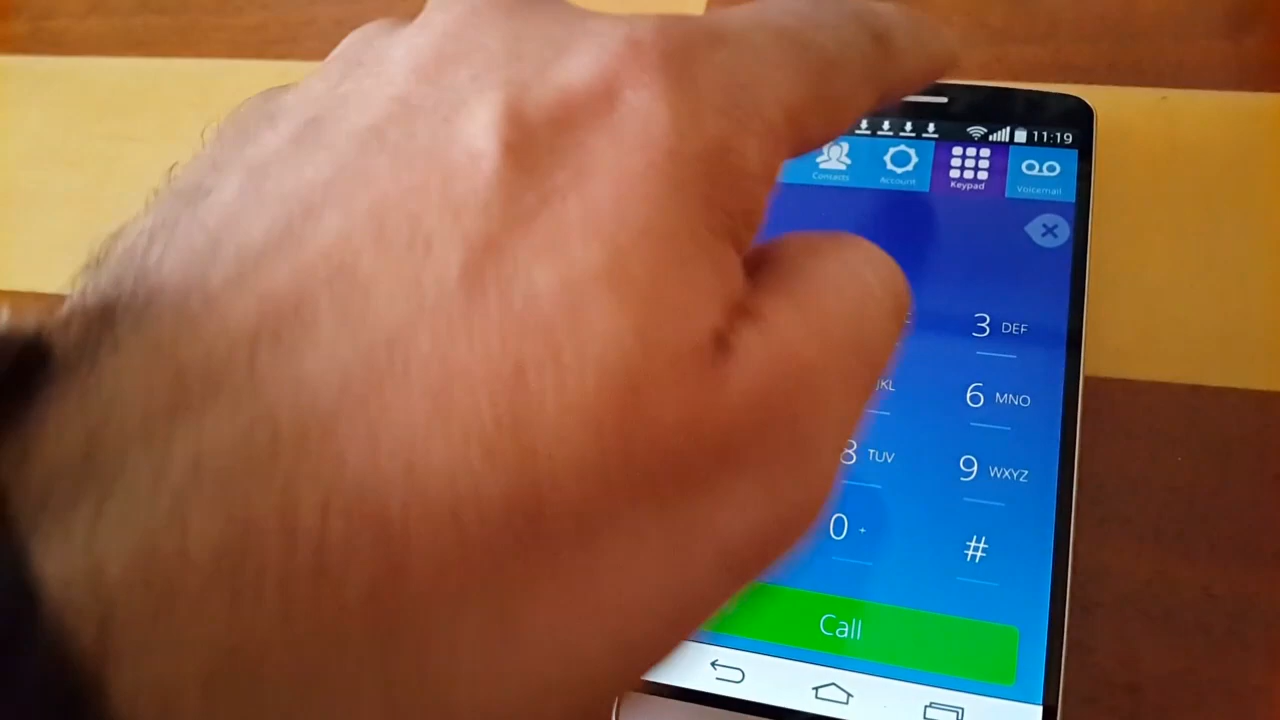 11:19
Contacts Account Keypad Voicemail
3 DEF
JKL 6 MNO
8 TUV 9 WXYZ
0 + #
Call